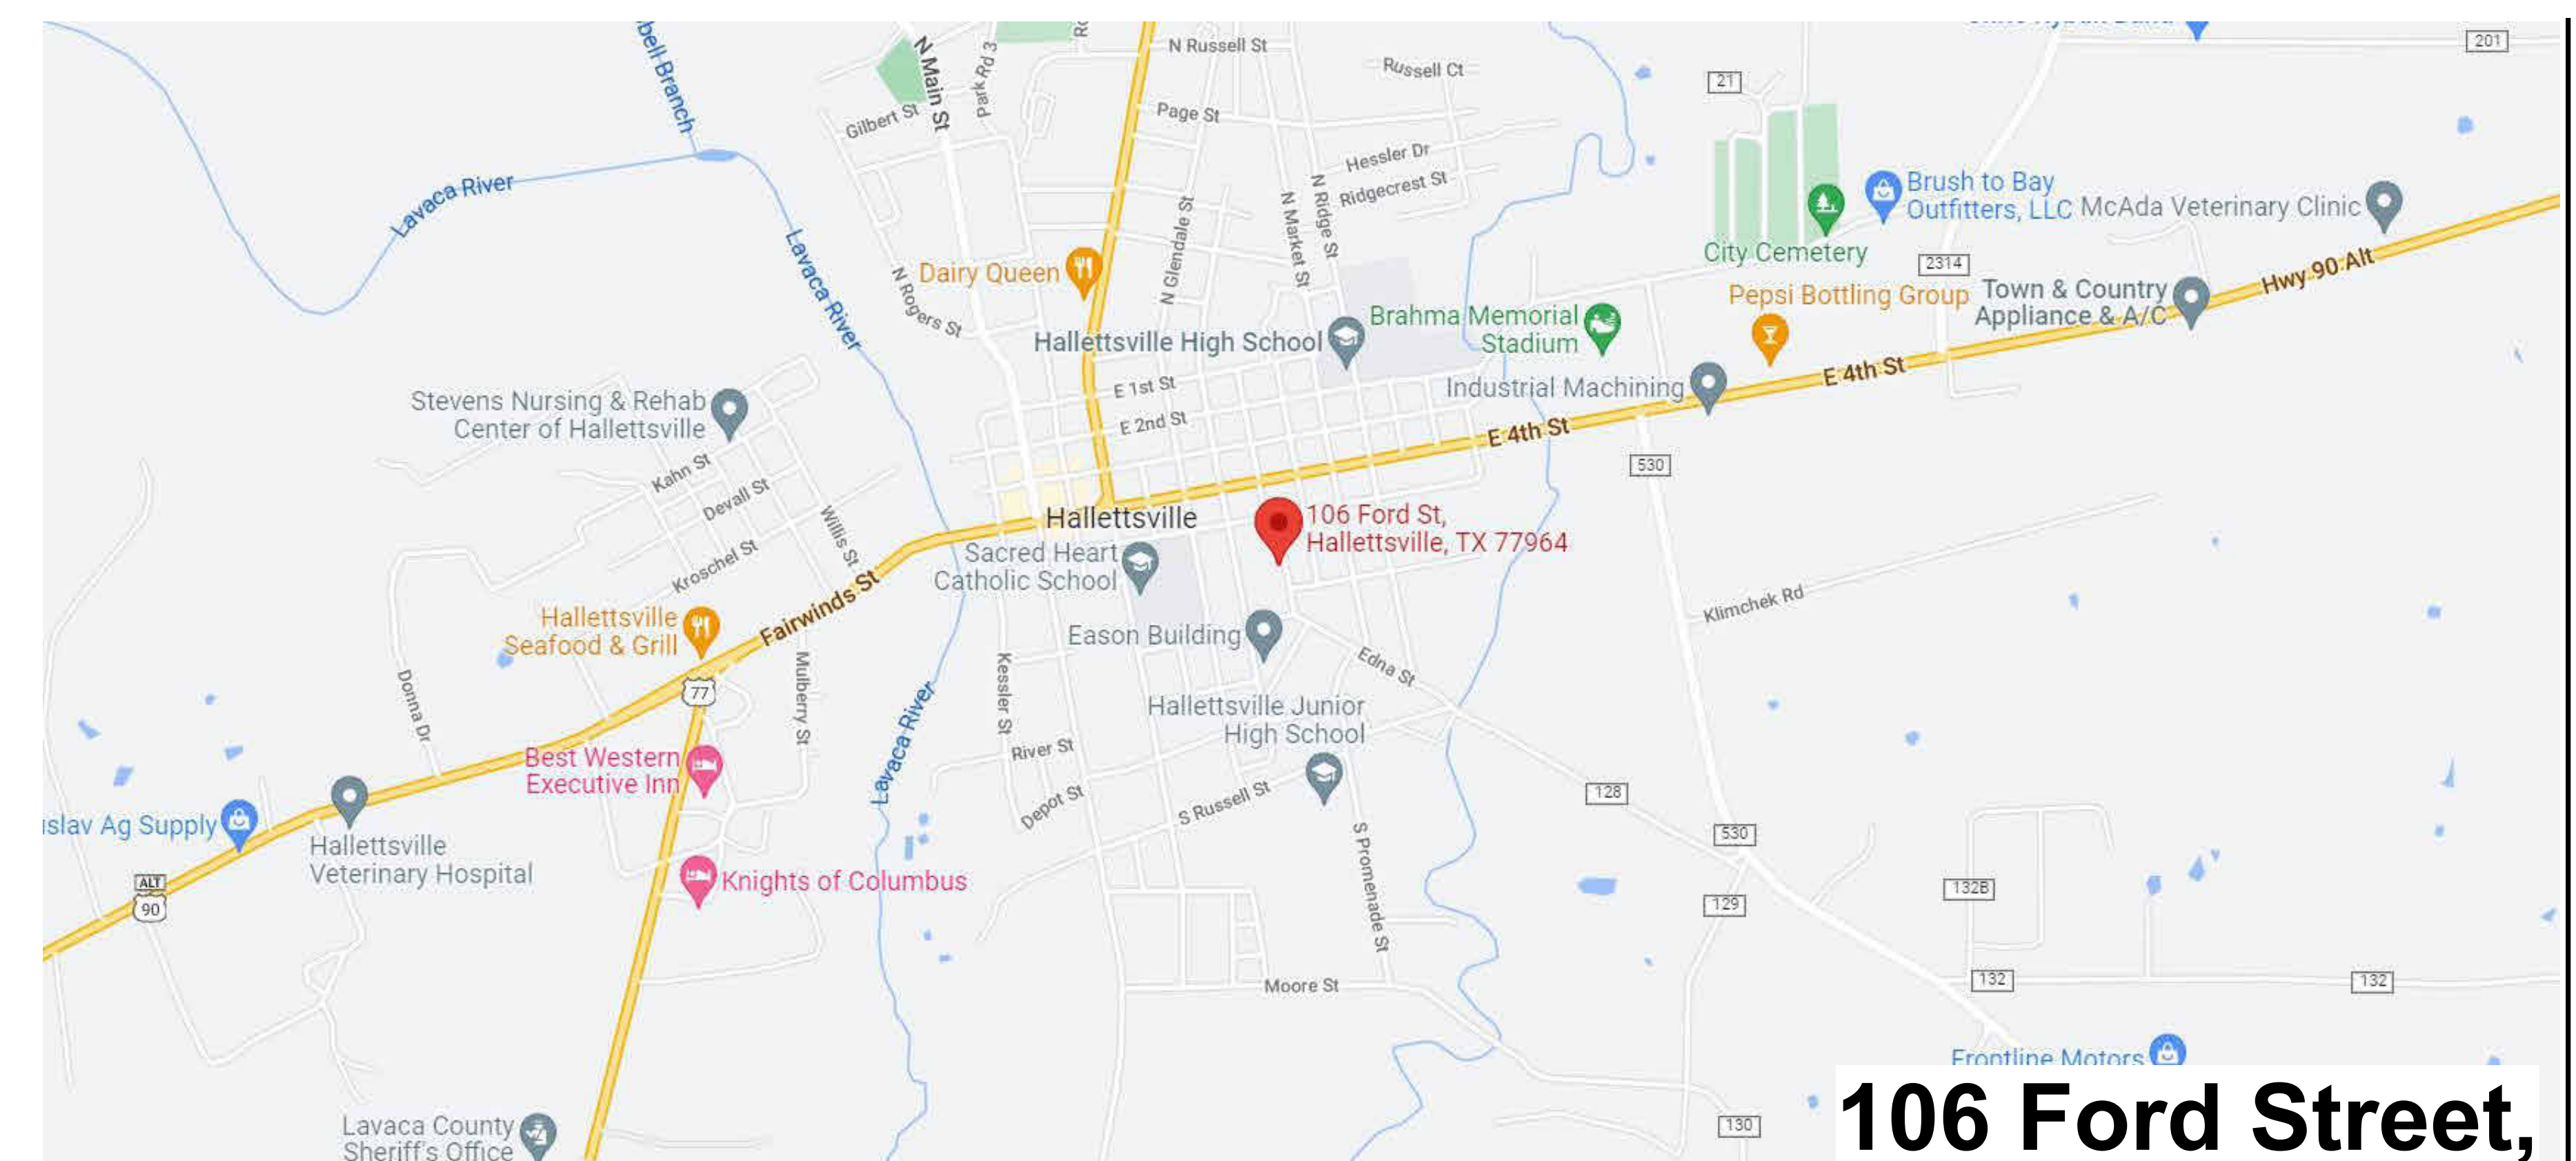 N Russell St
Russell Ct
201
21
N Main St
Park Rd 3
Page St
Gilbert St
bell Branch
Hessler Dr
Ridgecrest St
Lavaca River
Lavaca River
N Rogers St
N Glendale St
N Market St
N Ridge St
Brush to Bay
Outfitters, LLC
McAda Veterinary Clinic
City Cemetery
2314
Hwy 90 Alt
Dairy Queen
Pepsi Bottling Group
Town & Country
Appliance & A/C
Brahma Memorial
Stadium
Hallettsville High School
E 1st St
E 2nd St
Industrial Machining
E 4th St
E 4th St
Stevens Nursing & Rehab
Center of Hallettsville
Kahn St
Devall St
Kroschel St
Willis St
530
Hallettsville
106 Ford St,
Hallettsville, TX 77964
Sacred Heart
Catholic School
Fairwinds St
Hallettsville
Seafood & Grill
Klimchek Rd
Eason Building
Edna St
Donna Dr
77
Mulberry St
Kessler St
Lavaca River
Hallettsville Junior
High School
River St
Best Western
Executive Inn
Depot St
S Russell St
128
530
islav Ag Supply
Hallettsville
Veterinary Hospital
S Promenade St
Knights of Columbus
ALT
90
132B
129
Moore St
132
132
Frontline Motors
130
Lavaca County
Sheriff's Office
106 Ford Street,